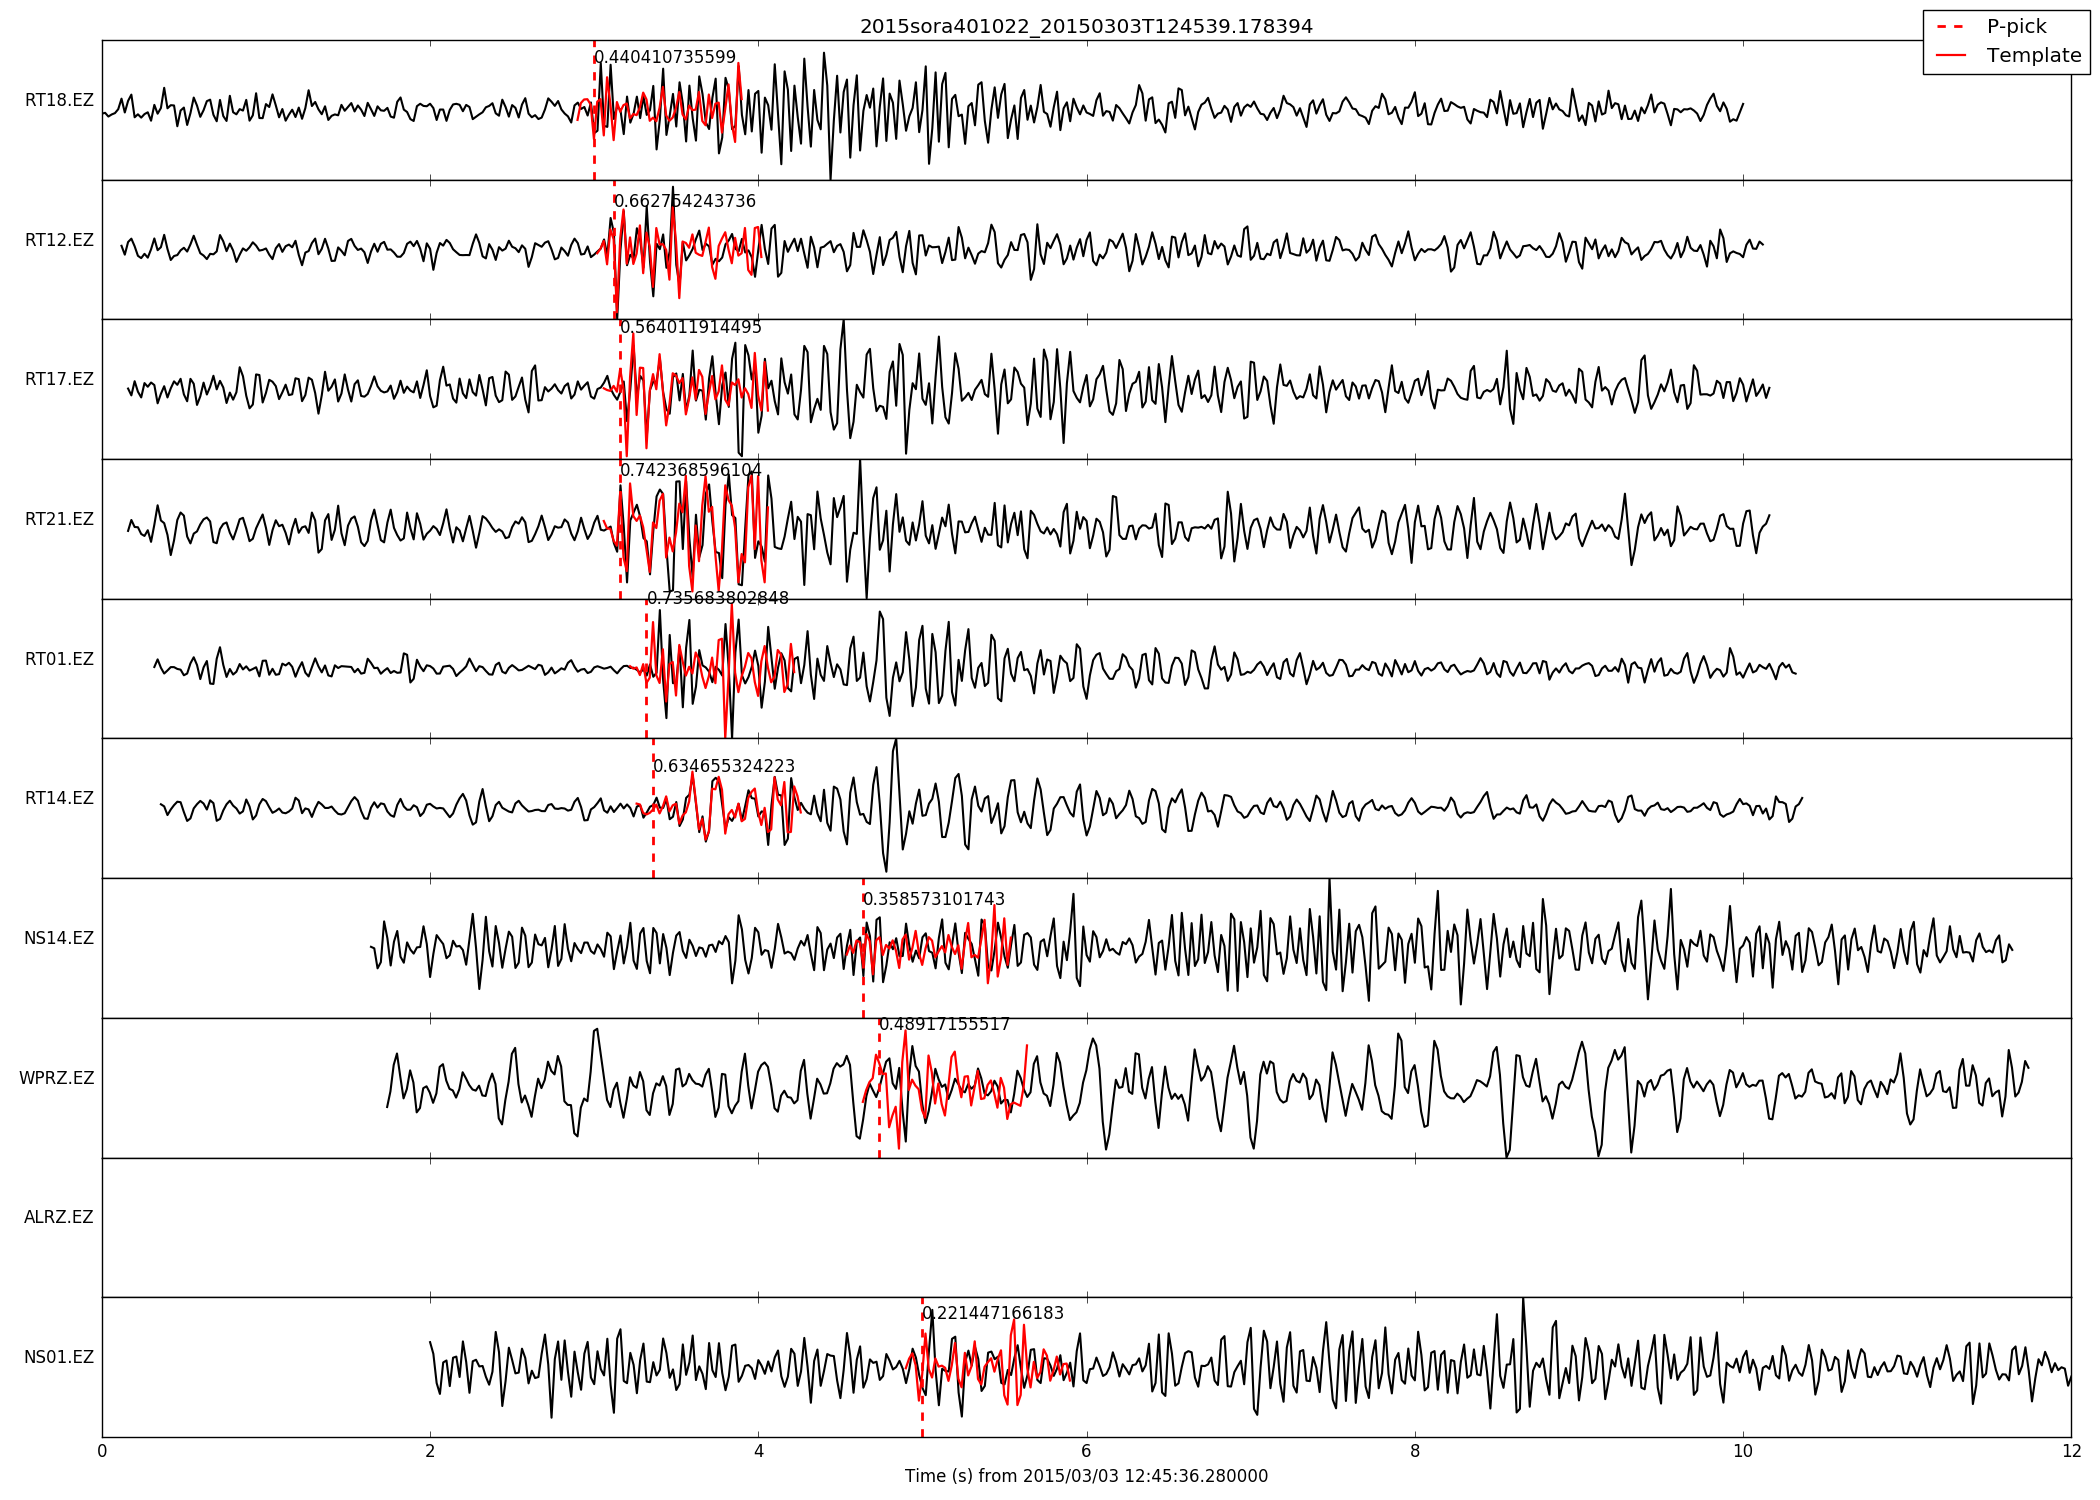 2015sora401022_20150303T124539.178394
P-pick
Template
RT18.EZ
0.440410735599
RT12.EZ
0.662754243736
RT17.EZ
0.564011914495
RT21.EZ
0.742368596104
RT01.EZ
0.735683802848
RT14.EZ
0.634655324223
NS14.EZ
0.358573101743
WPRZ.EZ
0.48917155517
ALRZ.EZ
NS01.EZ
0.221447166183
0 2 4 6 8 10 12
Time (s) from 2015/03/03 12:45:36.280000